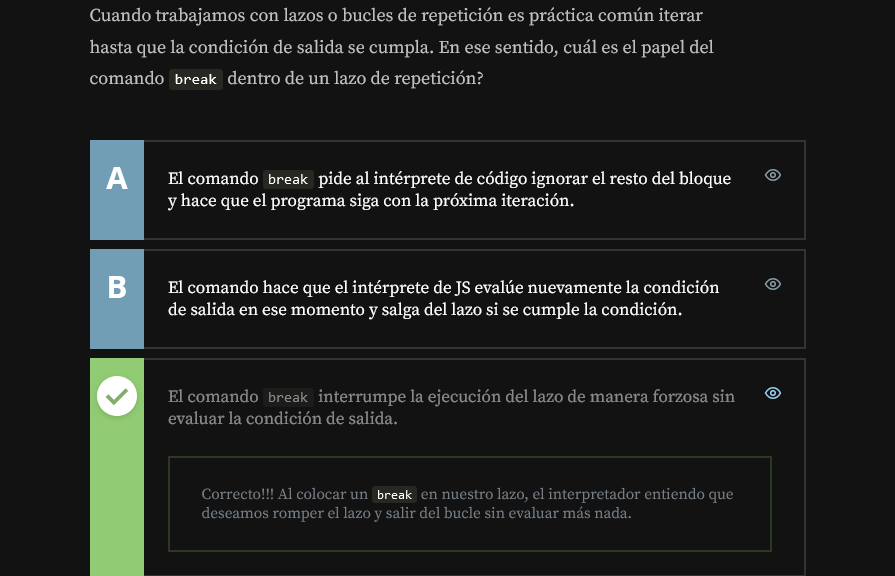 Cuando trabajamos con lazos o bucles de repetición es práctica común iterar
hasta que la condición de salida se cumpla. En ese sentido, cuál es el papel del
comando break dentro de un lazo de repetición?
A
El comando break pide al intérprete de código ignorar el resto del bloque
y hace que el programa siga con la próxima iteración.
B
El comando hace que el intérprete de JS evalúe nuevamente la condición
de salida en ese momento y salga del lazo si se cumple la condición.
El comando break interrumpe la ejecución del lazo de manera forzosa sin
evaluar la condición de salida.
Correcto!!! Al colocar un break en nuestro lazo, el interpretador entiendo que
deseamos romper el lazo y salir del bucle sin evaluar más nada.